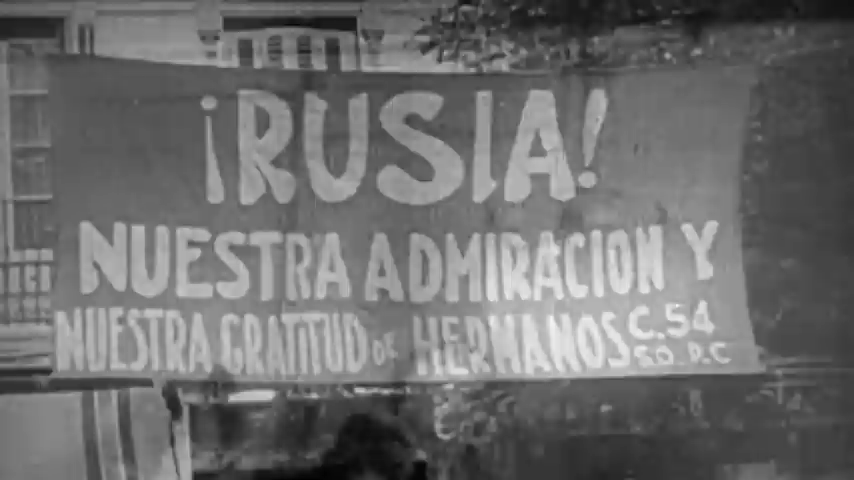 ¡RUSIA!
NUESTRA ADMIRACION Y
NUESTRA GRATITUD DE HERMANOS C.54
S.O. P.C